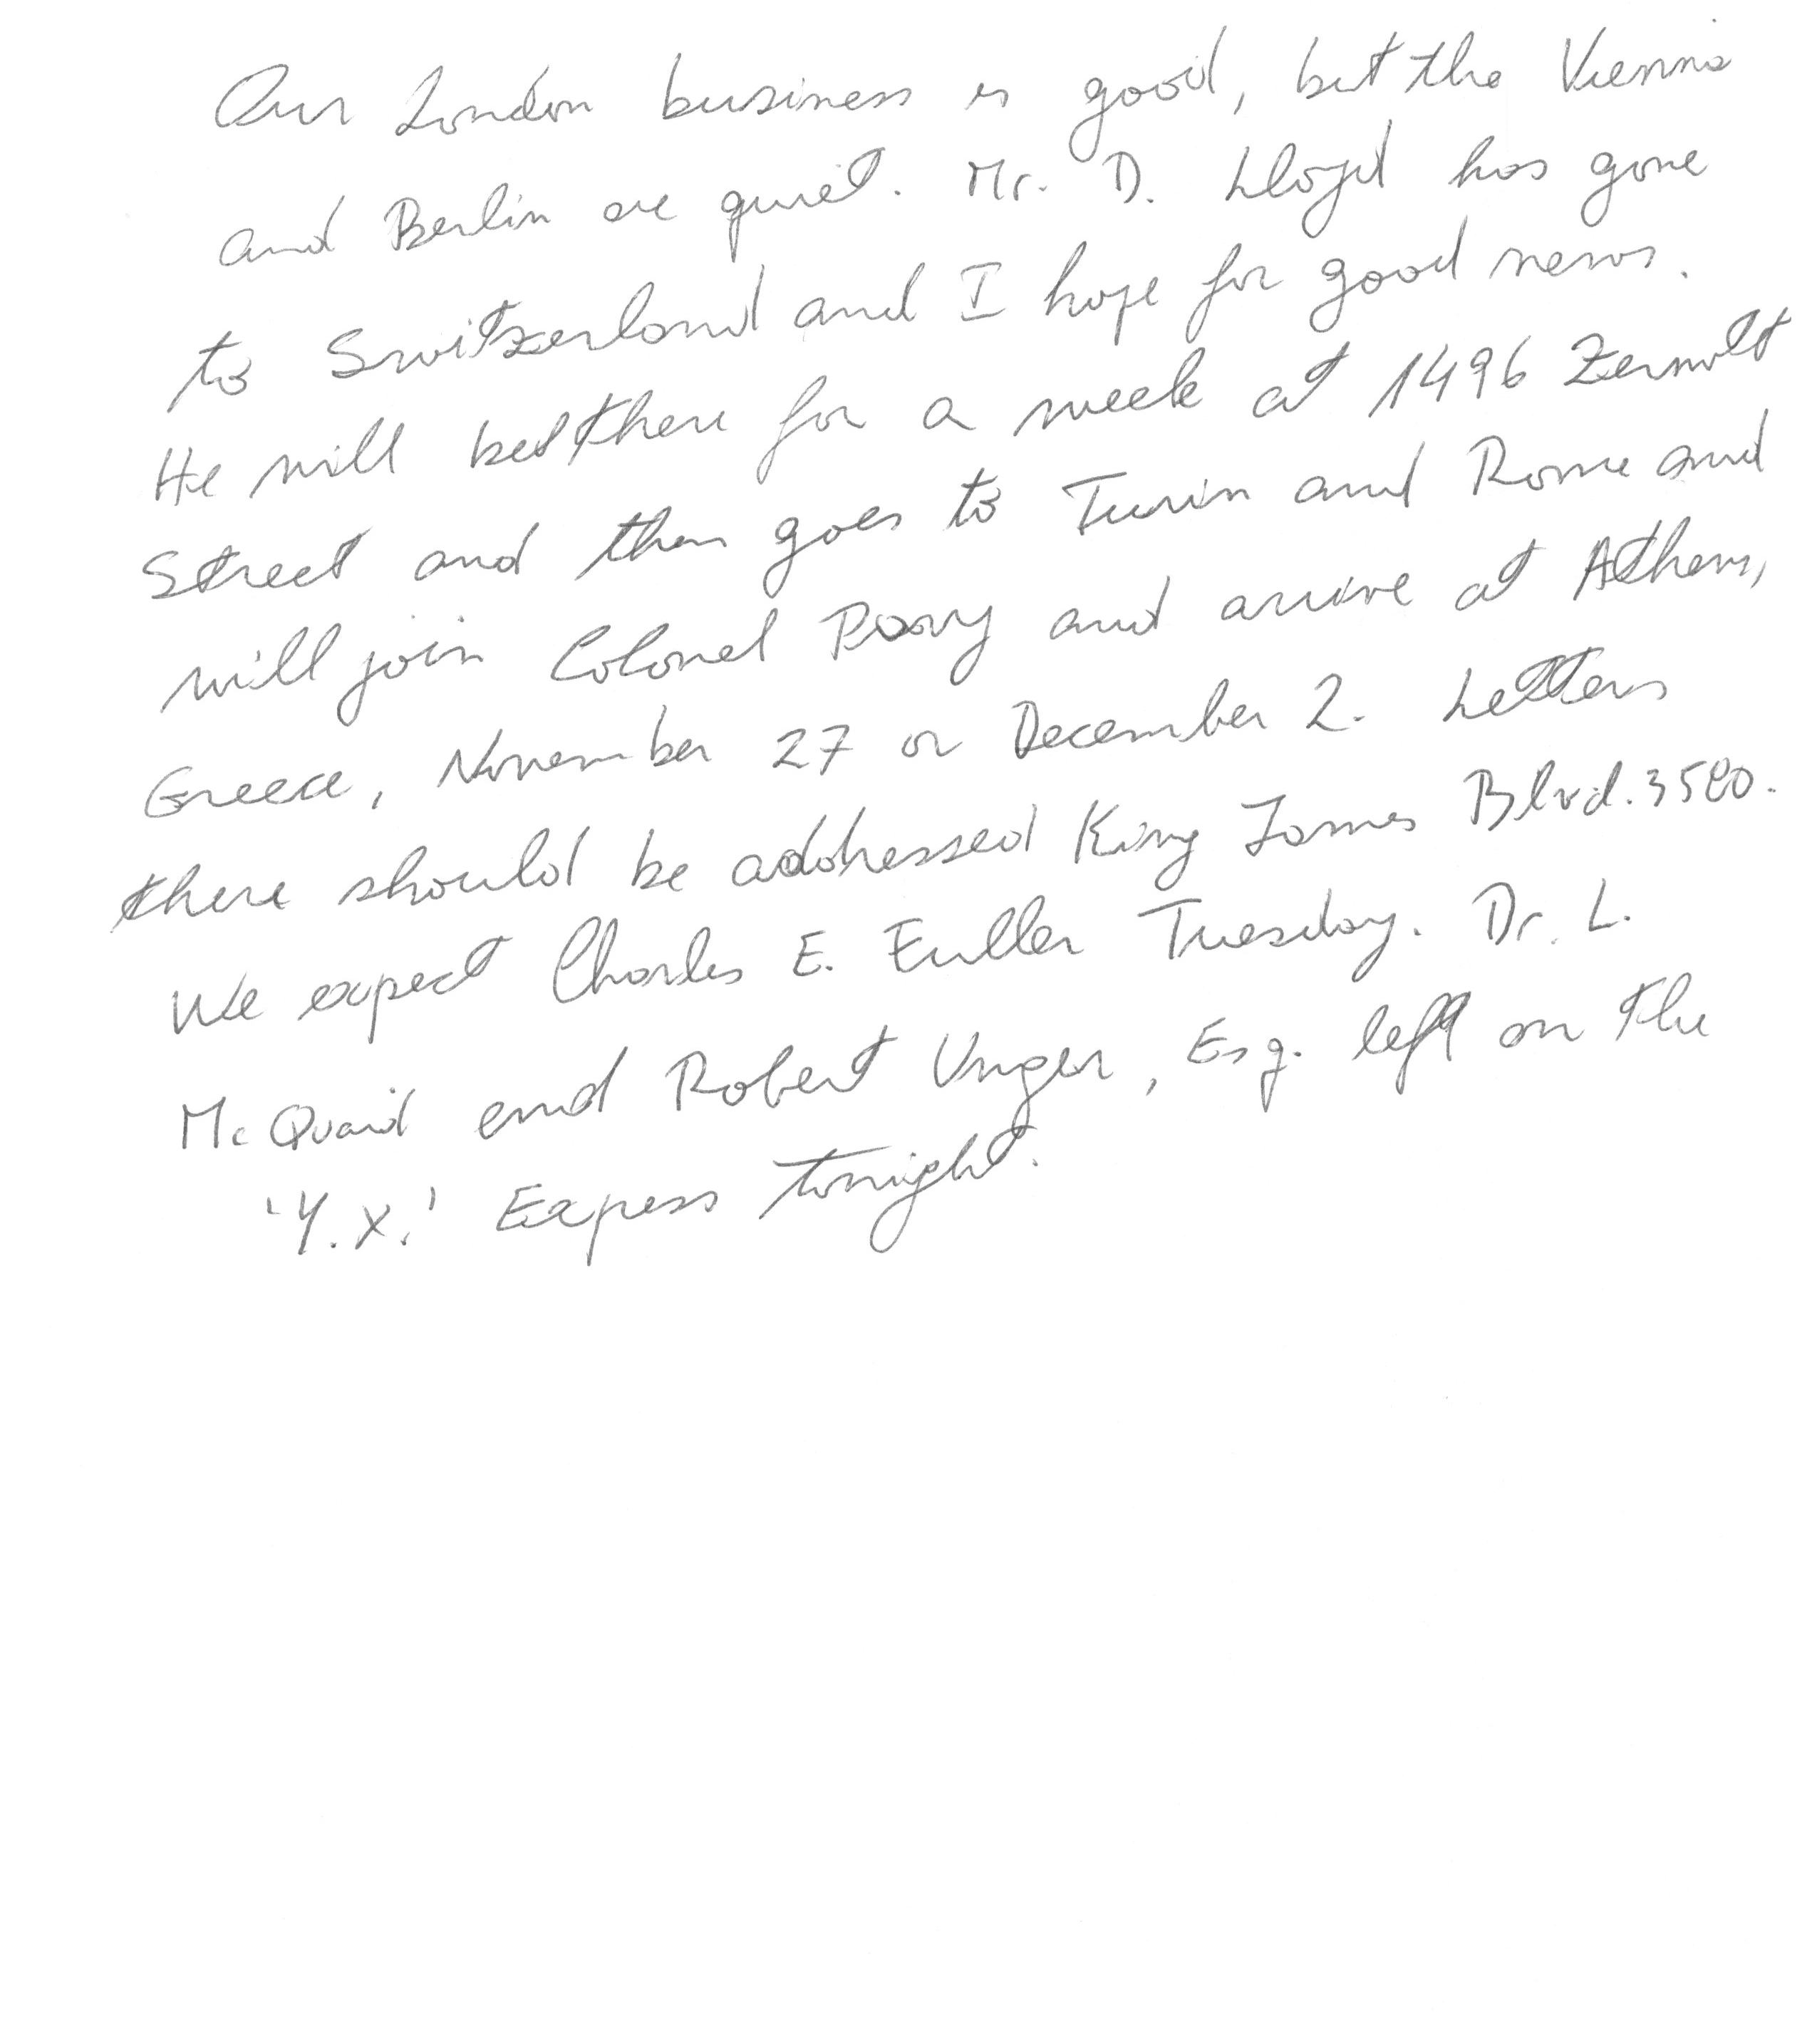 Our London business is good, but the Vienna
and Berlin are quiet. Mr. D. Lloyd has gone
to Switzerland and I hope for good news.
He will be there for a week at 1496 Zermott
Street and then goes to Turin and Rome and
will join Colonel Parry and arrive at Athens,
Greece, November 27 or December 2. Letters
there should be addressed King James Blvd. 3580.
We expect Charles E. Fuller Tuesday. Dr. L.
McQuaid and Robert Unger, Esq. left on the
'Y.X.' Express tonight.